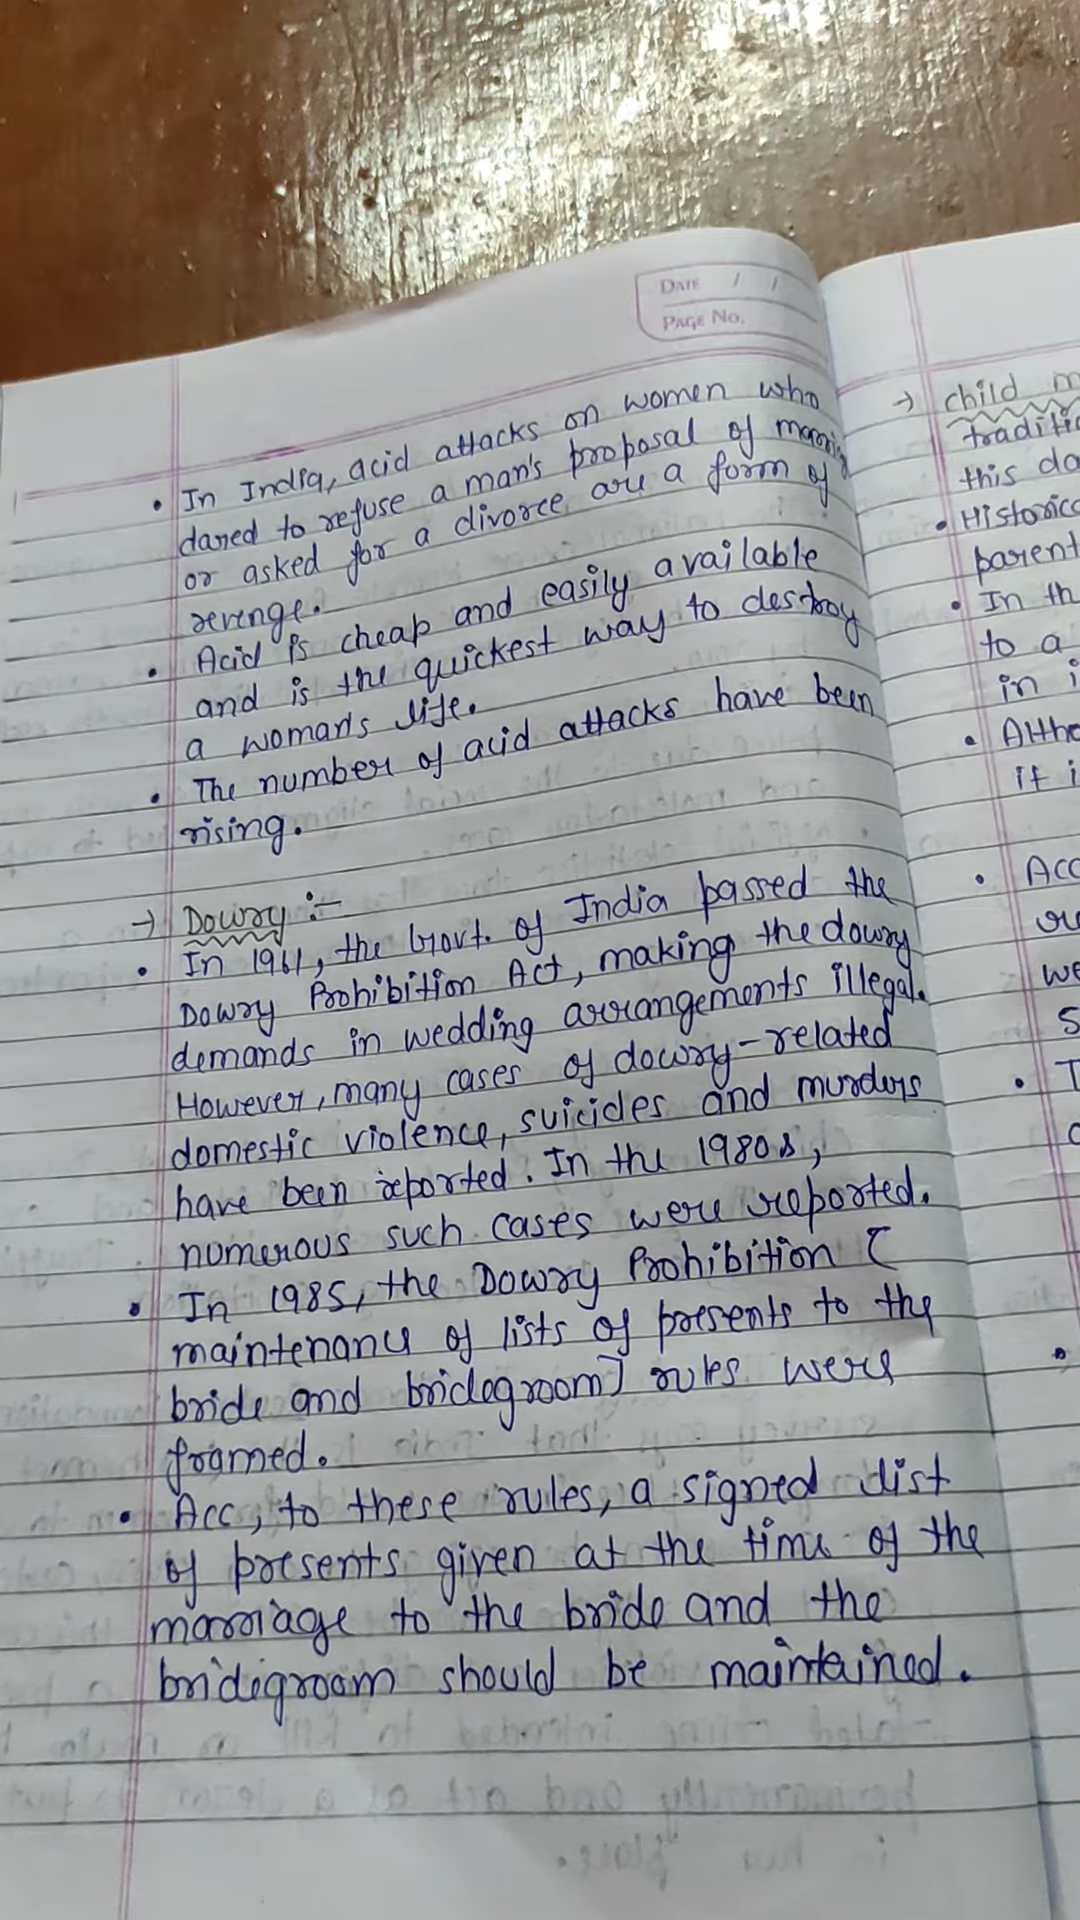 DATE / /
PAGE NO.
• In India, acid attacks on women who
dared to refuse a man's proposal of
or asked for a divorce are a form of
revenge.
• Acid is cheap and easily available
and is the quickest way to destroy
a woman's life.
• The number of acid attacks have been
rising.
→ Dowry :-
• In 1961, the Govt. of India passed the
Dowry Prohibition Act, making the dowry
demands in wedding arrangements illegal.
However, many cases of dowry-related
domestic violence, suicides and murders
have been reported. In the 1980s,
numerous such cases were reported.
• In 1985, the Dowry Prohibition [
maintenance of lists of presents to the
bride and bridegroom] rules were
framed.
• Acc, to these rules, a signed list
of presents given at the time of the
marriage to the bride and the
bridegroom should be maintained.
→ child
this
• Historic
parent
• In th
to a
in i
• Altho
if i
• Acc
we
S
• T